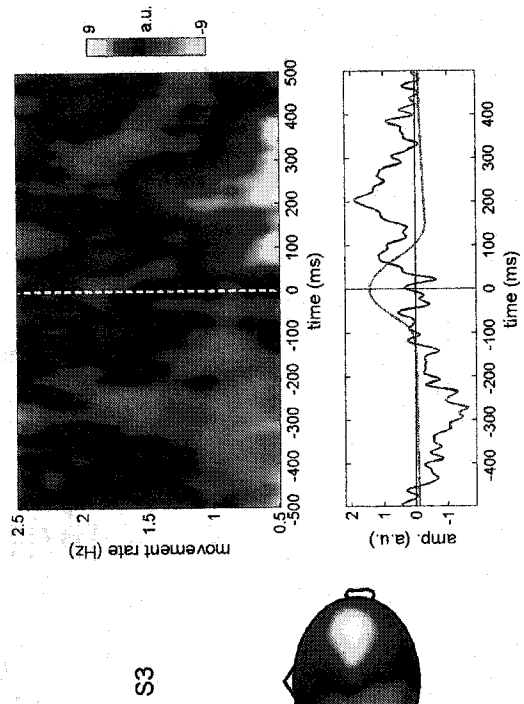 S3
2.5
2
1.5
1
0.5
movement rate (Hz)
-500 -400 -300 -200 -100 0 100 200 300 400 500
time (ms)
9
a.u.
-9
2
1
0
-1
amp. (a.u.)
-400 -300 -200 -100 0 100 200 300 400
time (ms)